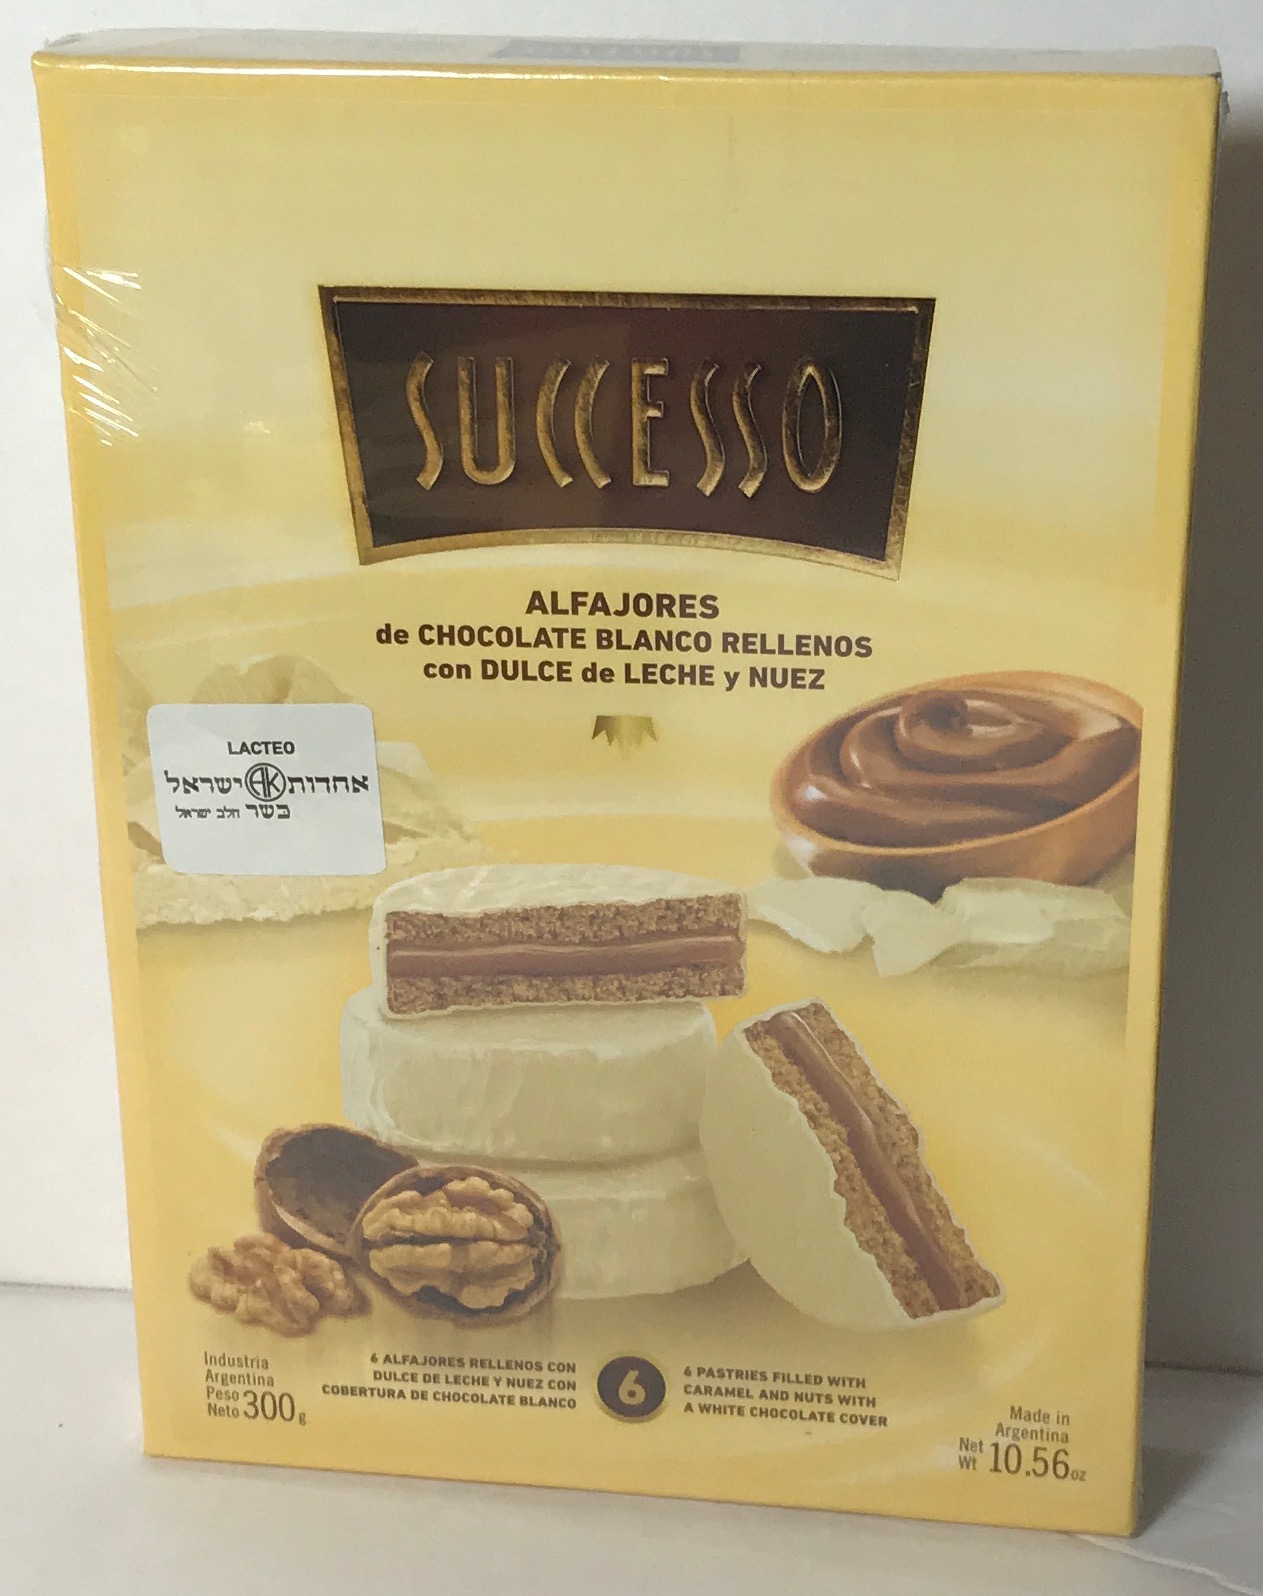 SUCCESSO
ALFAJORES
de CHOCOLATE BLANCO RELLENOS
con DULCE de LECHE y NUEZ
LACTEO
אחדות AK ישראל
כשר חלב ישראל
Industria
Argentina
Peso
Neto 300g
6 ALFAJORES RELLENOS CON
DULCE DE LECHE Y NUEZ CON
COBERTURA DE CHOCOLATE BLANCO
6
6 PASTRIES FILLED WITH
CARAMEL AND NUTS WITH
A WHITE CHOCOLATE COVER
Made in
Argentina
Net
Wt 10.56oz